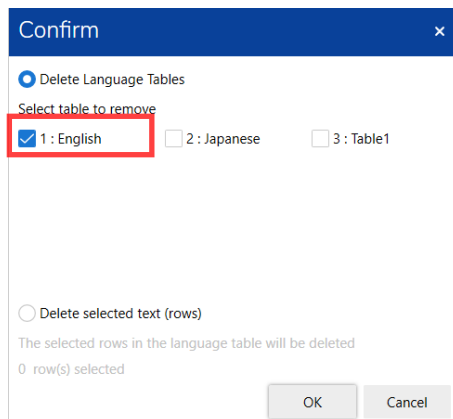 Confirm
Delete Language Tables
Select table to remove
1 : English 2 : Japanese 3 : Table1
Delete selected text (rows)
The selected rows in the language table will be deleted
0 row(s) selected
OK Cancel